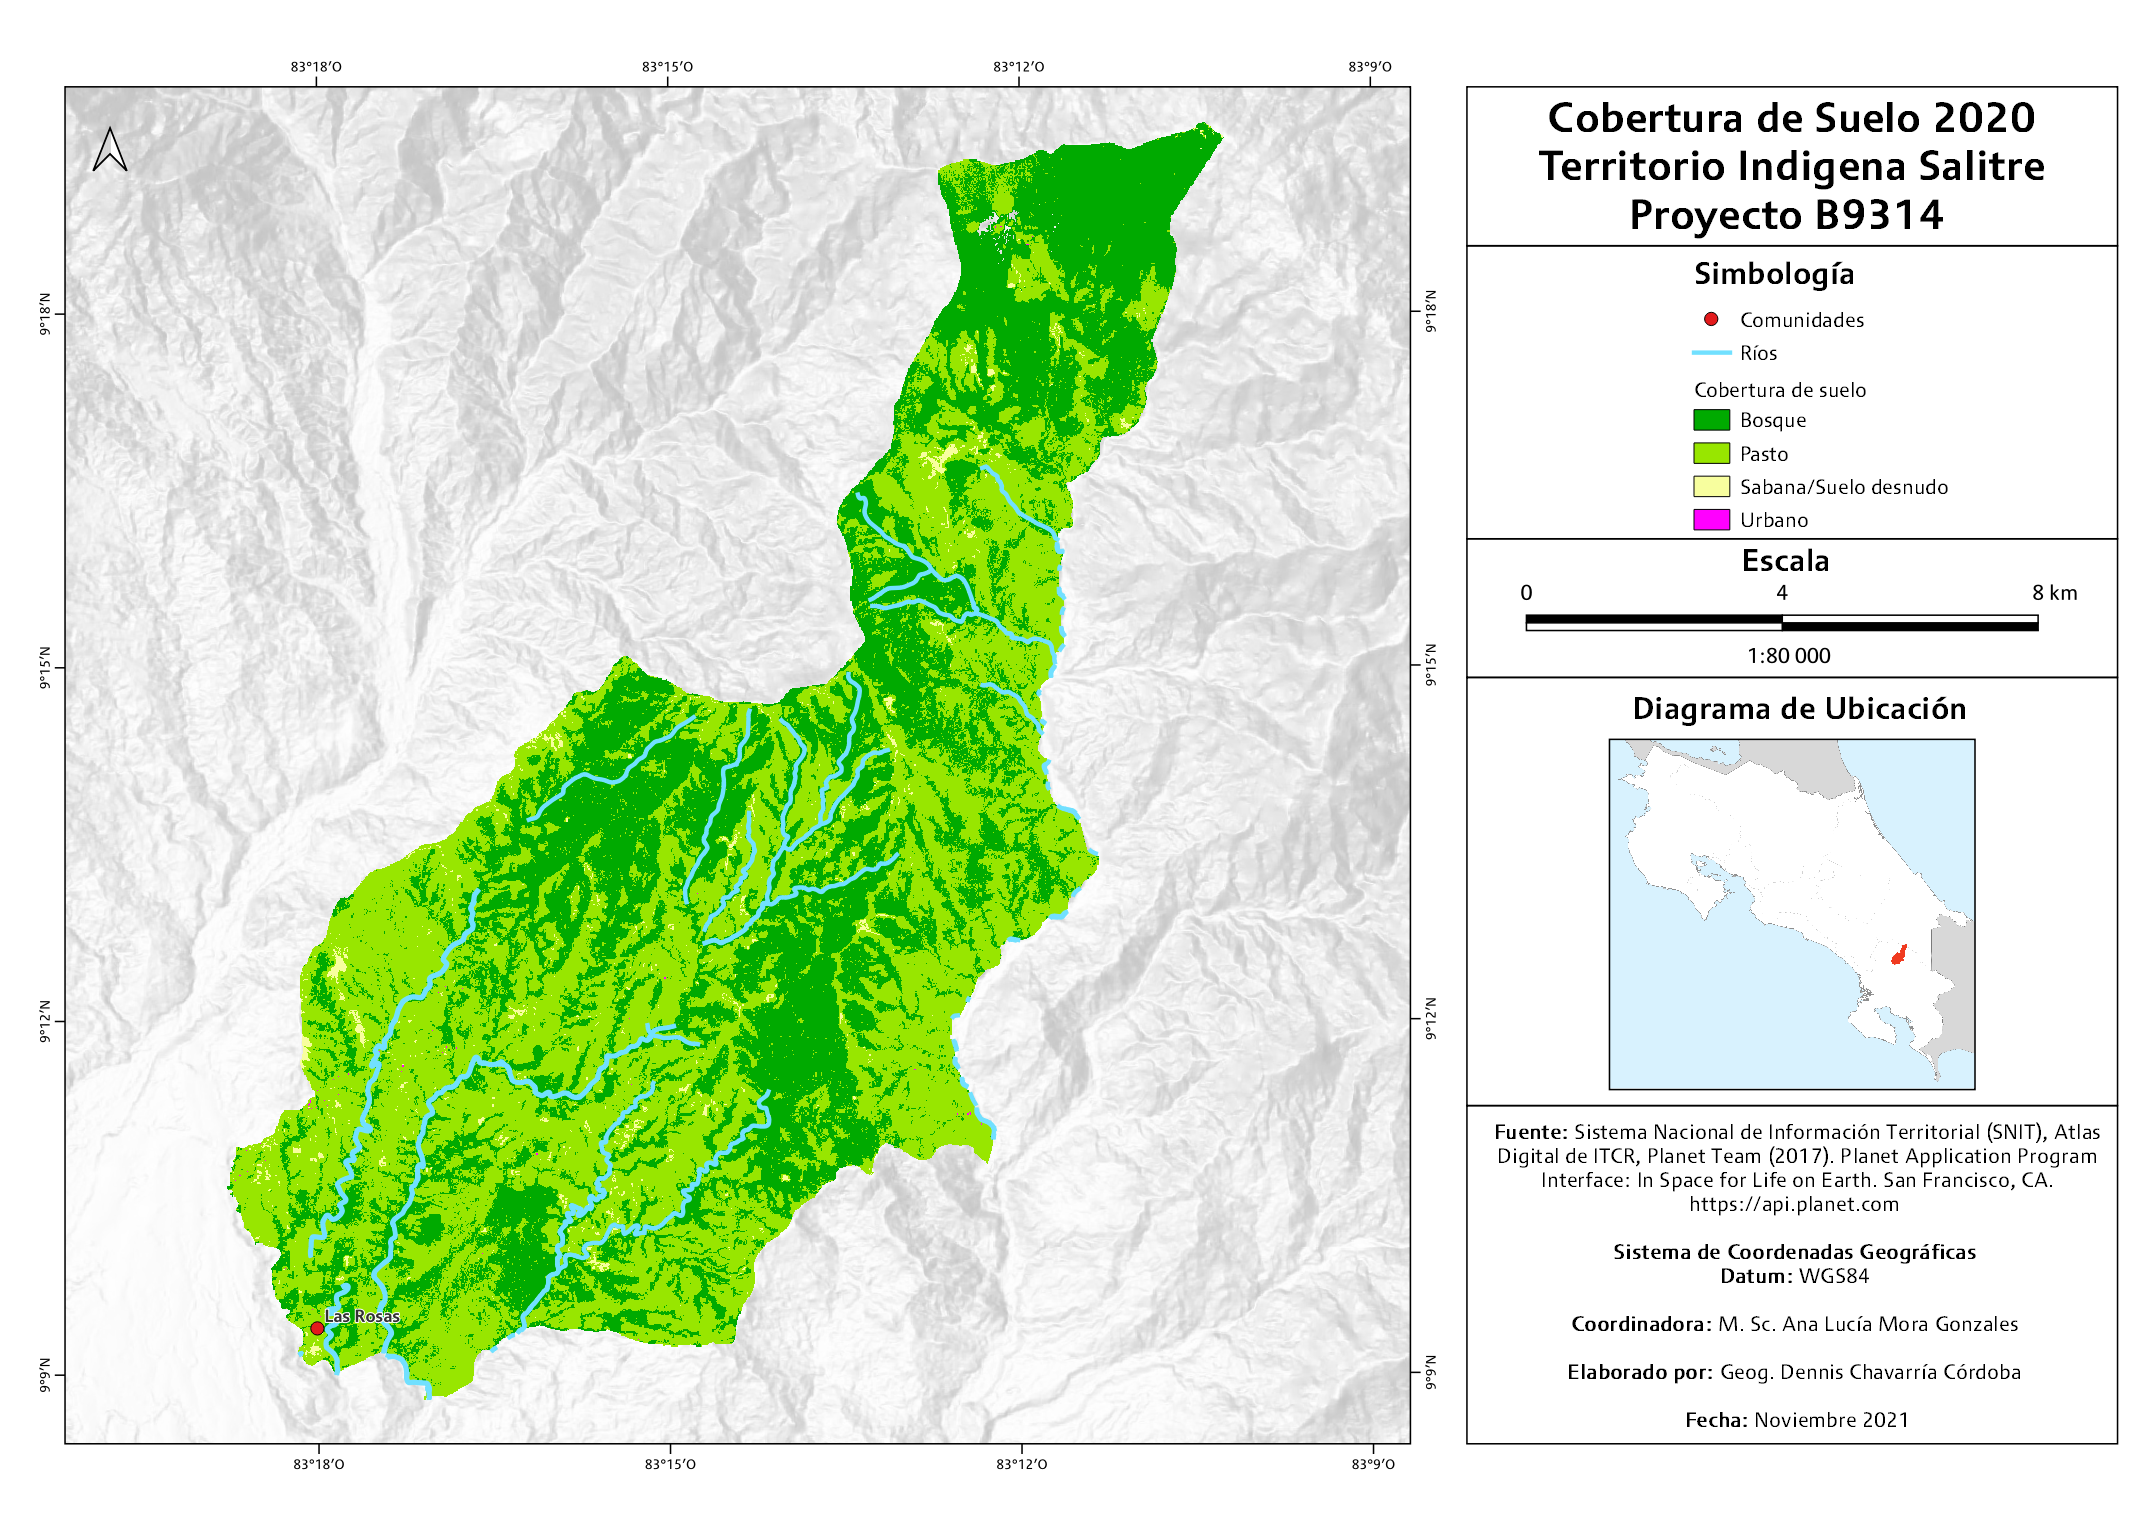 83°18’O
83°15’O
83°12’O
83°9’O
9°18’N
9°15’N
9°12’N
9°9’N
Las Rosas
9°18’N
9°15’N
9°12’N
9°9’N
83°18’O
83°15’O
83°12’O
83°9’O
Cobertura de Suelo 2020
Territorio Indigena Salitre
Proyecto B9314
Simbología
Comunidades
Ríos
Cobertura de suelo
Bosque
Pasto
Sabana/Suelo desnudo
Urbano
Escala
0 4 8 km
1:80 000
Diagrama de Ubicación
Fuente: Sistema Nacional de Información Territorial (SNIT), Atlas
Digital de ITCR, Planet Team (2017). Planet Application Program
Interface: In Space for Life on Earth. San Francisco, CA.
https://api.planet.com
Sistema de Coordenadas Geográficas
Datum: WGS84
Coordinadora: M. Sc. Ana Lucía Mora Gonzales
Elaborado por: Geog. Dennis Chavarría Córdoba
Fecha: Noviembre 2021